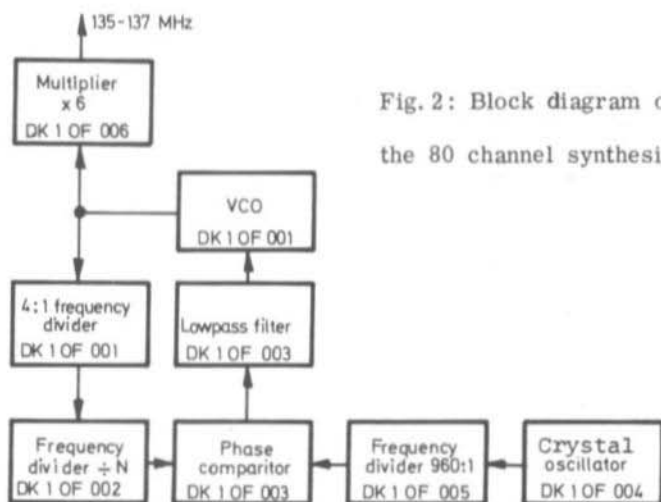 135-137 MHz
Multiplier
x 6
DK 1 OF 006
Fig. 2: Block diagram o
the 80 channel synthesi
VCO
DK 1 OF 001
4:1 frequency
divider
DK 1 OF 001
Lowpass filter
DK 1 OF 003
Frequency
divider ÷ N
DK 1 OF 002
Phase
comparitor
DK 1 OF 003
Frequency
divider 960:1
DK 1 OF 005
Crystal
oscillator
DK 1 OF 004